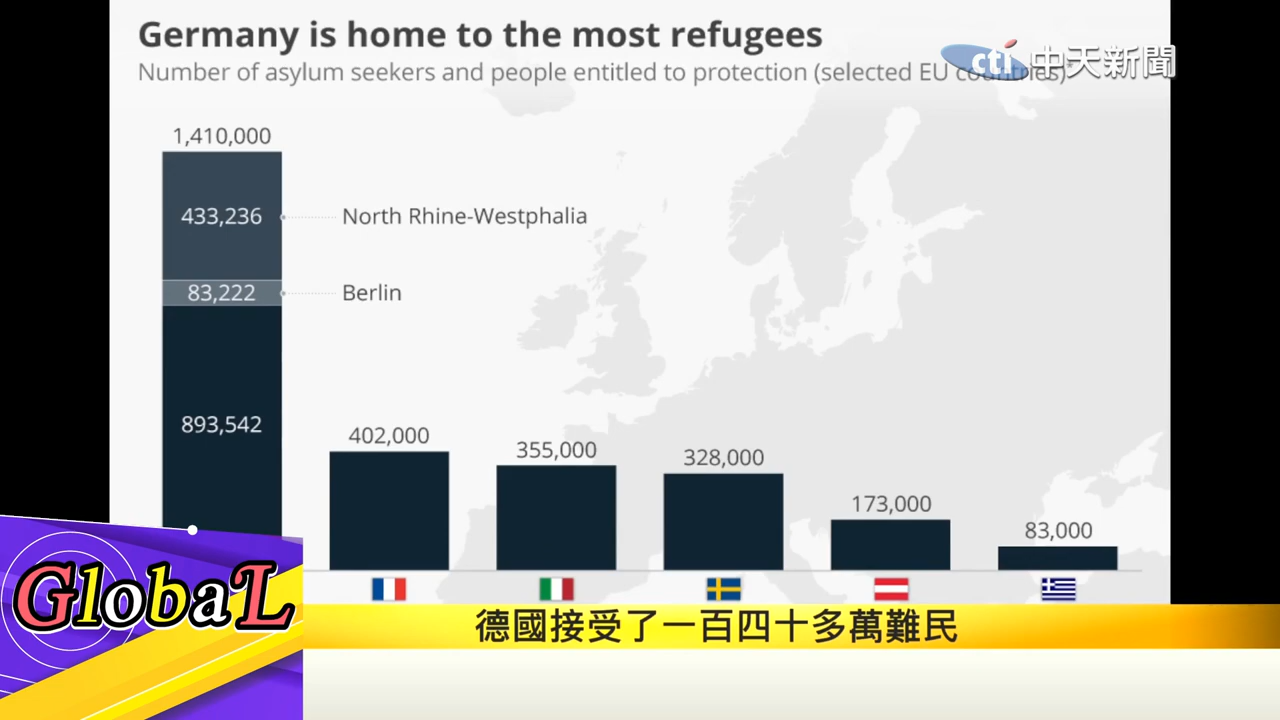 Germany is home to the most refugees
Number of asylum seekers and people entitled to protection (selected EU countries)*
cti 中天新聞
1,410,000
433,236
North Rhine-Westphalia
83,222
Berlin
893,542
402,000
355,000
328,000
173,000
83,000
GlobaL
德國接受了一百四十多萬難民